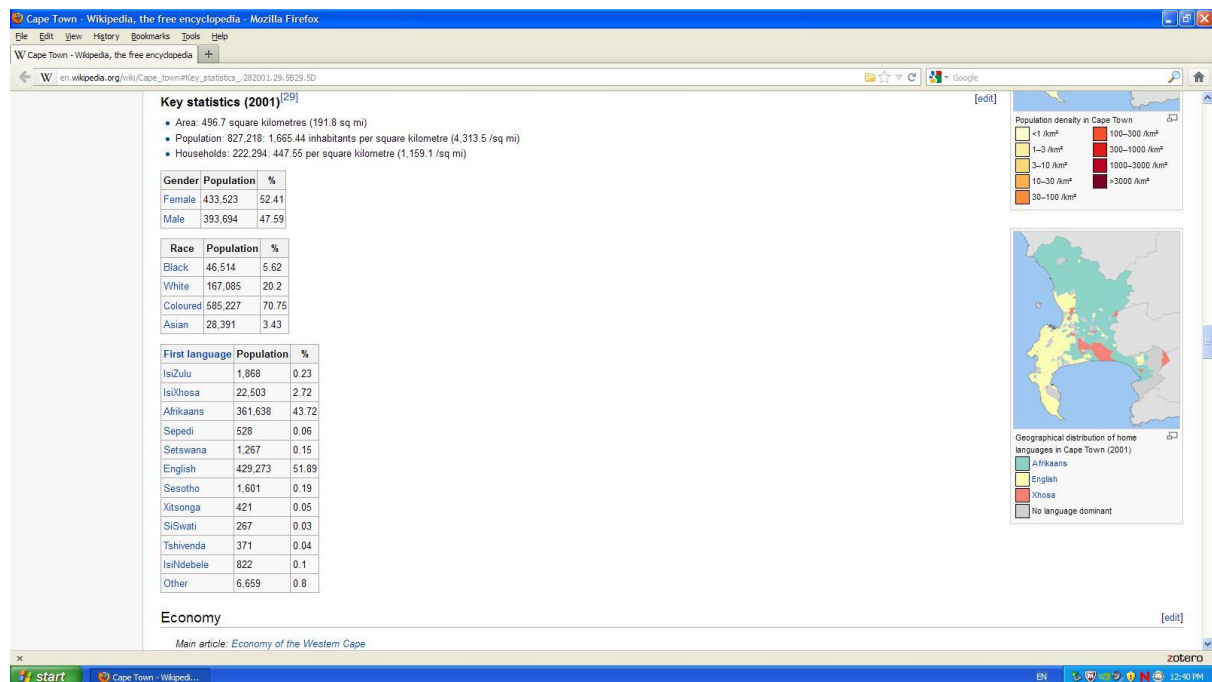 Cape Town - Wikipedia, the free encyclopedia - Mozilla Firefox
File Edit View History Bookmarks Tools Help
W Cape Town - Wikipedia, the free encyclopedia +
W en.wikipedia.org/wiki/Cape_town#Key_statistics_.282001.29.5B29.5D Google
Key statistics (2001)[29] [edit]
• Area: 496.7 square kilometres (191.8 sq mi)
• Population: 827,218: 1,665.44 inhabitants per square kilometre (4,313.5 /sq mi)
• Households: 222,294: 447.55 per square kilometre (1,159.1 /sq mi)
Gender Population %
Female 433,523 52.41
Male 393,694 47.59
Race Population %
Black 46,514 5.62
White 167,085 20.2
Coloured 585,227 70.75
Asian 28,391 3.43
First language Population %
IsiZulu 1,868 0.23
IsiXhosa 22,503 2.72
Afrikaans 361,638 43.72
Sepedi 528 0.06
Setswana 1,267 0.15
English 429,273 51.89
Sesotho 1,601 0.19
Xitsonga 421 0.05
SiSwati 267 0.03
Tshivenda 371 0.04
IsiNdebele 822 0.1
Other 6,659 0.8
Population density in Cape Town
<1 /km² 100–300 /km²
1–3 /km² 300–1000 /km²
3–10 /km² 1000–3000 /km²
10–30 /km² >3000 /km²
30–100 /km²
Geographical distribution of home
languages in Cape Town (2001)
Afrikaans
English
Xhosa
No language dominant
Economy [edit]
Main article: Economy of the Western Cape
x zotero
start Cape Town - Wikipedi... EN N 12:40 PM